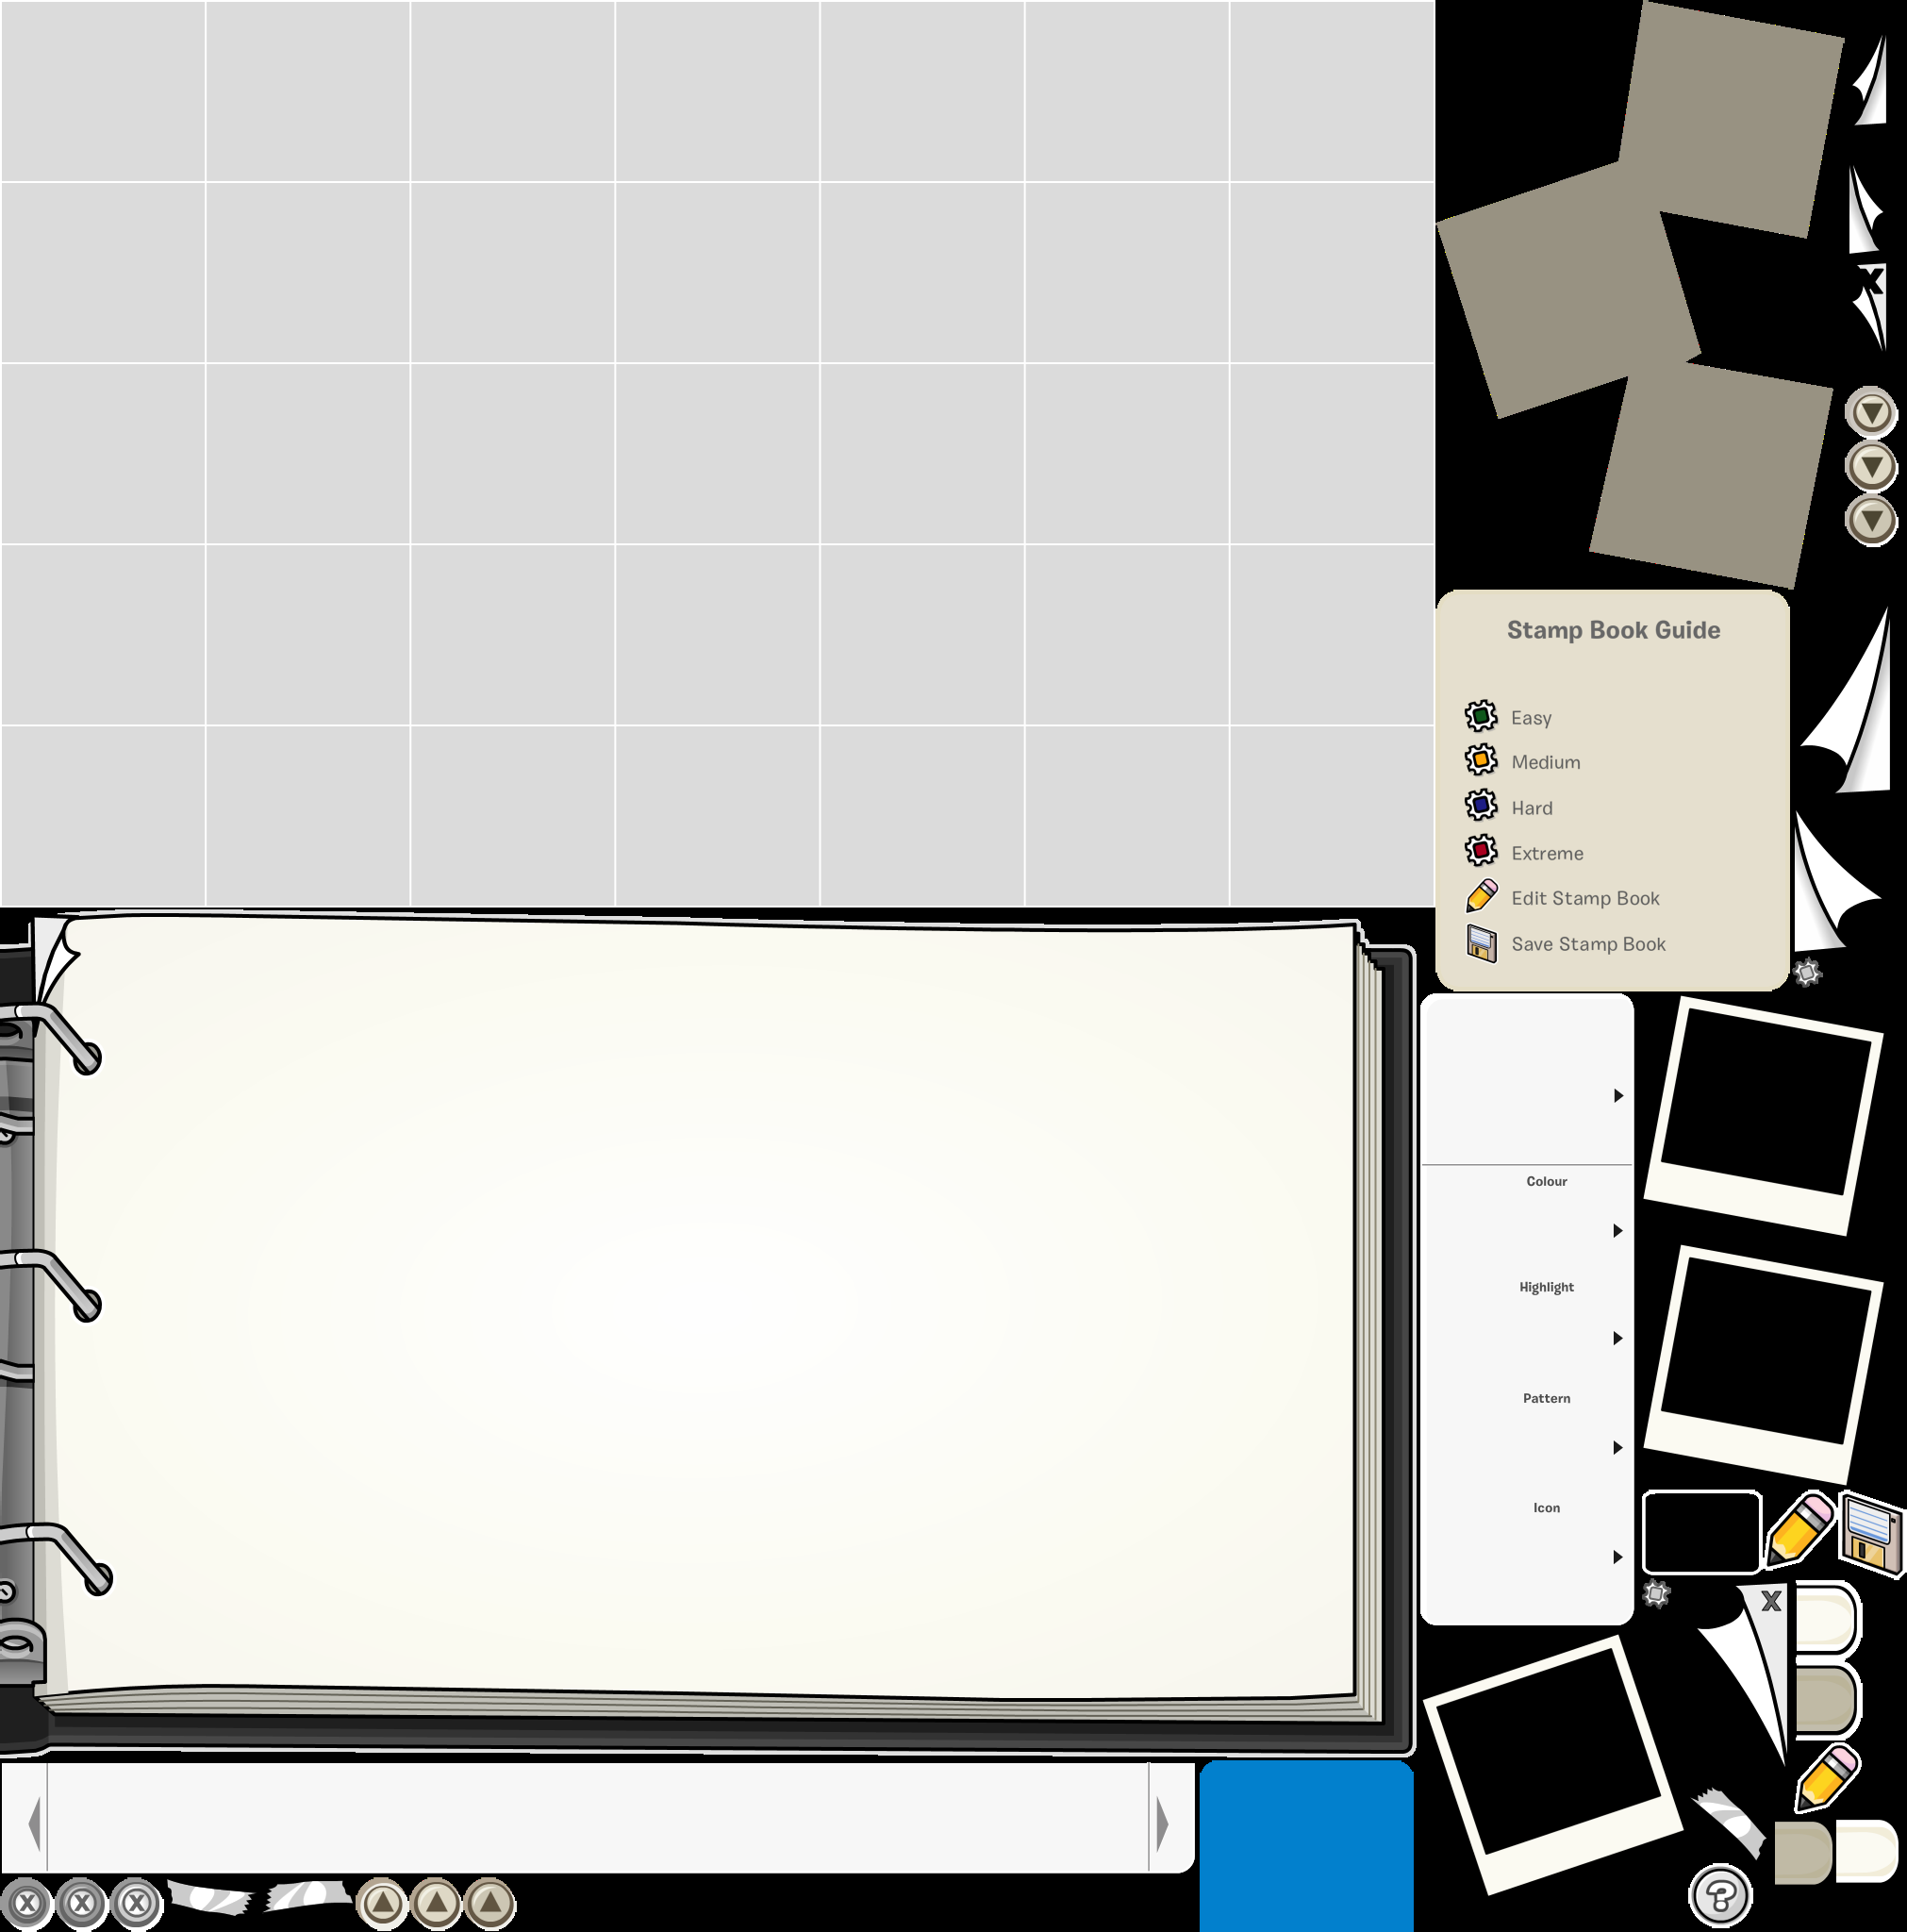 Stamp Book Guide
Easy
Medium
Hard
Extreme
Edit Stamp Book
Save Stamp Book
Colour
Highlight
Pattern
Icon
X
X
X
X
X
?